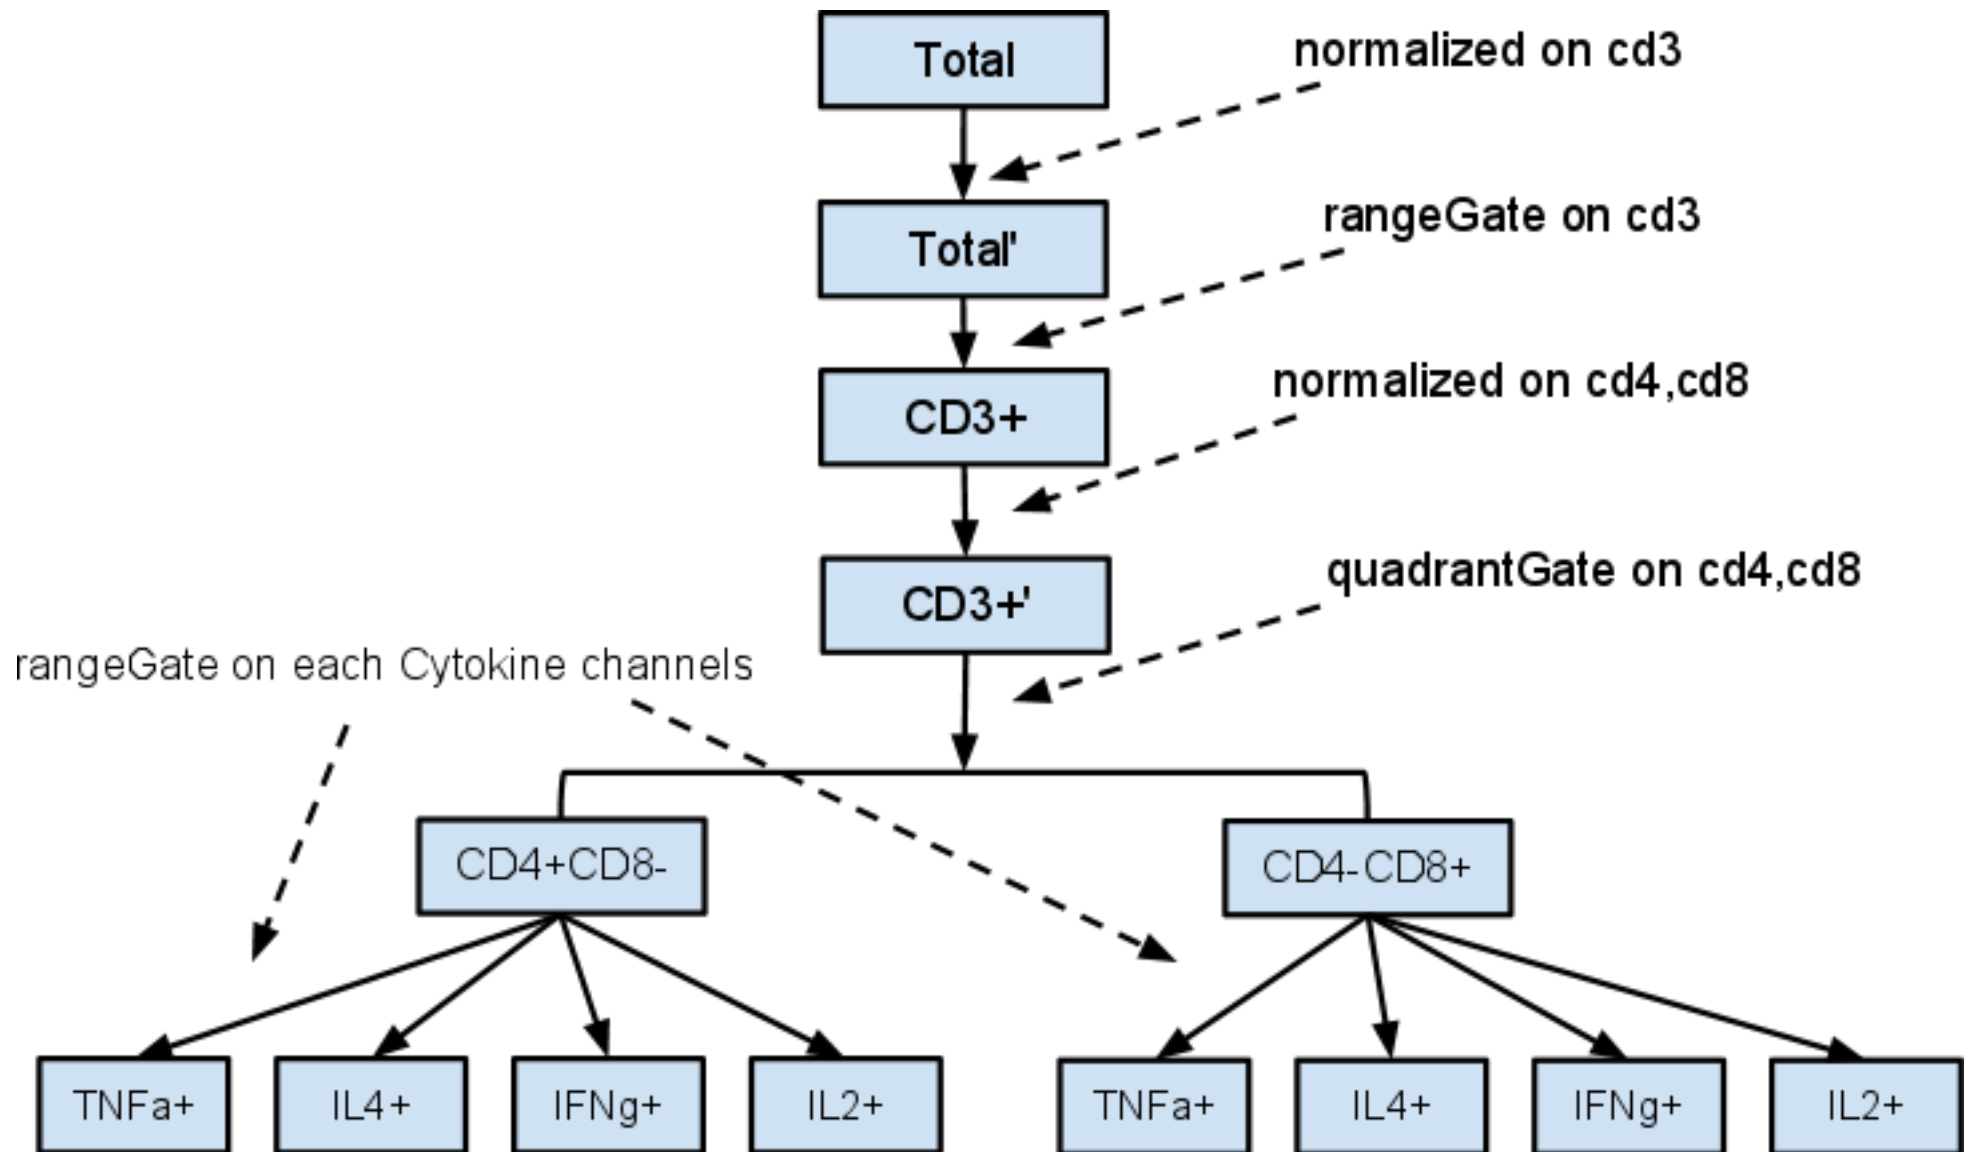 Total
normalized on cd3
Total'
rangeGate on cd3
CD3+
normalized on cd4,cd8
CD3+'
quadrantGate on cd4,cd8
rangeGate on each Cytokine channels
CD4+CD8-
CD4-CD8+
TNFa+
IL4+
IFNg+
IL2+
TNFa+
IL4+
IFNg+
IL2+